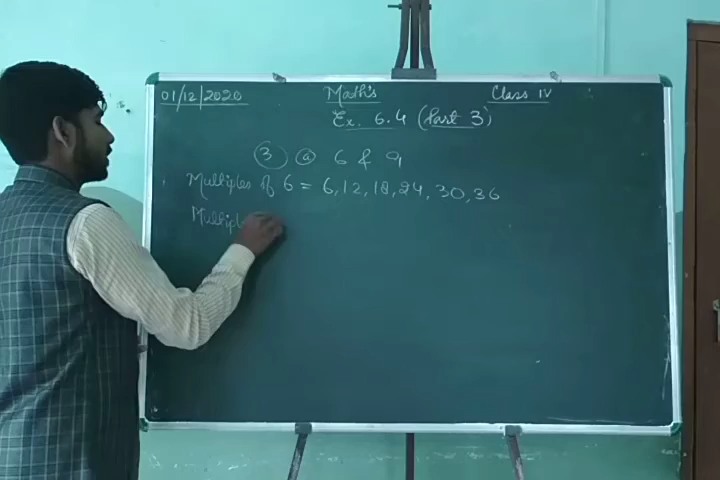 01/12/2020 Math's Class IV
Ex. 6.4 (Part 3)
3 a 6 & 9
Multiples of 6 = 6, 12, 18, 24, 30, 36
Multiple